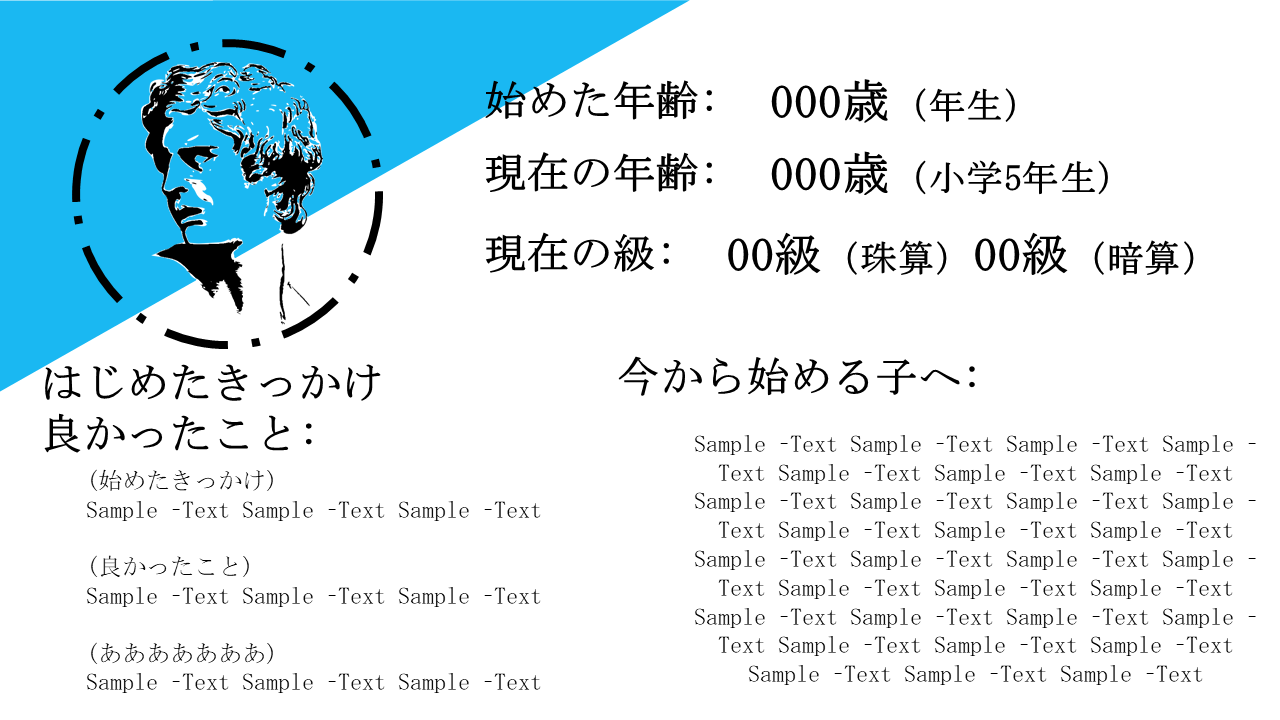 始めた年齢： 000歳（年生）
現在の年齢： 000歳（小学5年生）
現在の級： 00級（珠算）00級（暗算）
はじめたきっかけ
良かったこと：
（始めたきっかけ）
Sample -Text Sample -Text Sample -Text
（良かったこと）
Sample -Text Sample -Text Sample -Text
（あああああああ）
Sample -Text Sample -Text Sample -Text
今から始める子へ：
Sample -Text Sample -Text Sample -Text Sample -
Text Sample -Text Sample -Text Sample -Text
Sample -Text Sample -Text Sample -Text Sample -
Text Sample -Text Sample -Text Sample -Text
Sample -Text Sample -Text Sample -Text Sample -
Text Sample -Text Sample -Text Sample -Text
Sample -Text Sample -Text Sample -Text Sample -
Text Sample -Text Sample -Text Sample -Text
Sample -Text Sample -Text Sample -Text